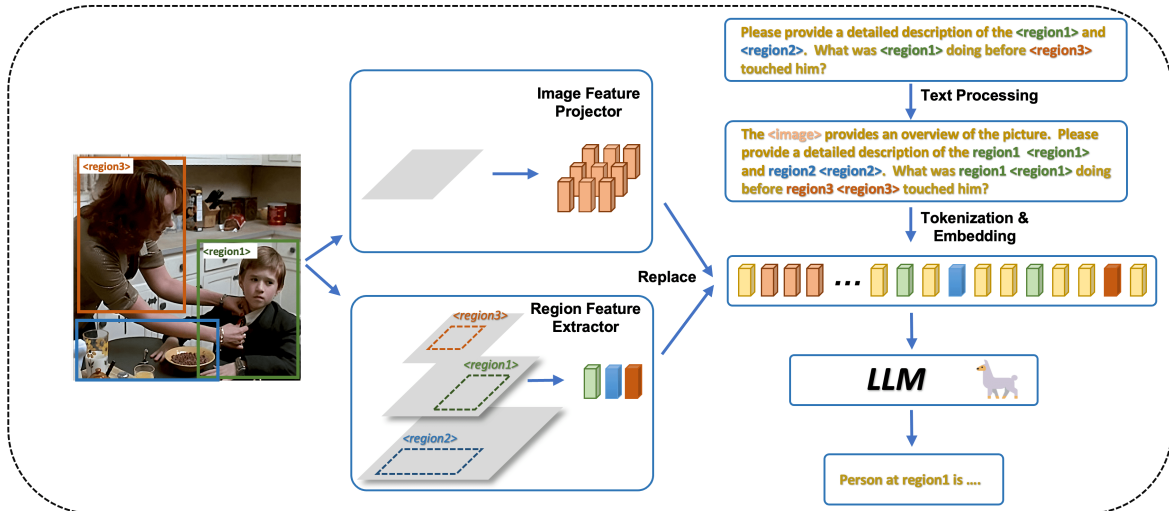 <region3>
<region1>
Image Feature
Projector
<region3>
Region Feature
Extractor
<region1>
<region2>
Replace
Please provide a detailed description of the <region1> and
<region2>.  What was <region1> doing before <region3>
touched him?
Text Processing
The <image> provides an overview of the picture.  Please
provide a detailed description of the region1  <region1>
and region2 <region2>.  What was region1 <region1> doing
before region3 <region3> touched him?
Tokenization &
Embedding
...
LLM
Person at region1 is ....